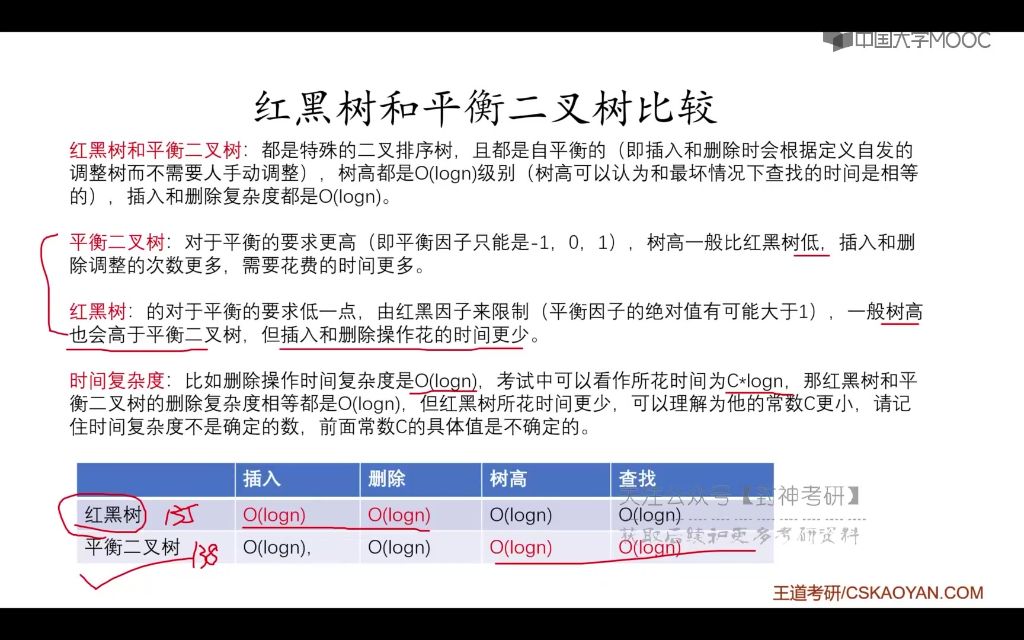 中国大学MOOC
红黑树和平衡二叉树比较
红黑树和平衡二叉树：都是特殊的二叉排序树，且都是自平衡的（即插入和删除时会根据定义自发的
调整树而不需要人手动调整），树高都是O(logn)级别（树高可以认为和最坏情况下查找的时间是相等
的），插入和删除复杂度都是O(logn)。
平衡二叉树：对于平衡的要求更高（即平衡因子只能是-1，0，1），树高一般比红黑树低，插入和删
除调整的次数更多，需要花费的时间更多。
红黑树：的对于平衡的要求低一点，由红黑因子来限制（平衡因子的绝对值有可能大于1），一般树高
也会高于平衡二叉树，但插入和删除操作花的时间更少。
时间复杂度：比如删除操作时间复杂度是O(logn)，考试中可以看作所花时间为C*logn，那红黑树和平
衡二叉树的删除复杂度相等都是O(logn)，但红黑树所花时间更少，可以理解为他的常数C更小，请记
住时间复杂度不是确定的数，前面常数C的具体值是不确定的。
插入 删除 树高 查找
关注公众号【封神考研】
红黑树 135 O(logn) O(logn) O(logn) O(logn)
获取后续和更多考研资料
平衡二叉树 138 O(logn), O(logn) O(logn) O(logn)
王道考研/CSKAOYAN.COM